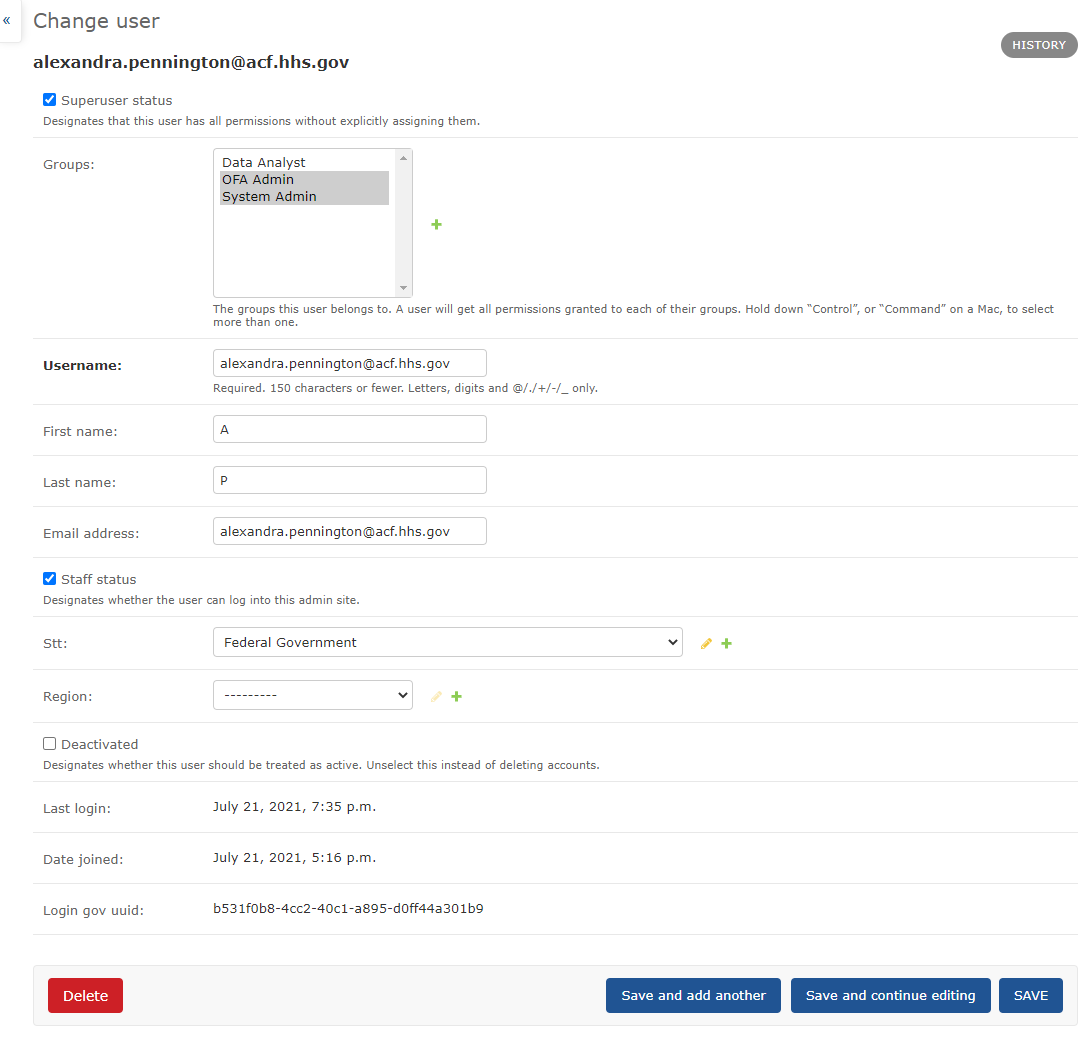 «
Change user
HISTORY
alexandra.pennington@acf.hhs.gov
Superuser status
Designates that this user has all permissions without explicitly assigning them.
Groups:
Data Analyst
OFA Admin
System Admin
The groups this user belongs to. A user will get all permissions granted to each of their groups. Hold down “Control”, or “Command” on a Mac, to select
more than one.
Username: alexandra.pennington@acf.hhs.gov
Required. 150 characters or fewer. Letters, digits and @/./+/-/_ only.
First name: A
Last name: P
Email address: alexandra.pennington@acf.hhs.gov
Staff status
Designates whether the user can log into this admin site.
Stt: Federal Government
Region: ---------
Deactivated
Designates whether this user should be treated as active. Unselect this instead of deleting accounts.
Last login: July 21, 2021, 7:35 p.m.
Date joined: July 21, 2021, 5:16 p.m.
Login gov uuid: b531f0b8-4cc2-40c1-a895-d0ff44a301b9
Delete Save and add another Save and continue editing SAVE